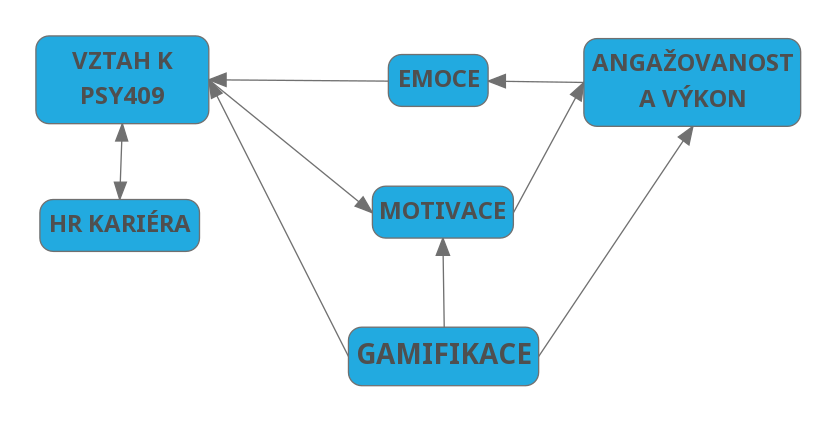 VZTAH K
PSY409
EMOCE
ANGAŽOVANOST
A VÝKON
HR KARIÉRA
MOTIVACE
GAMIFIKACE